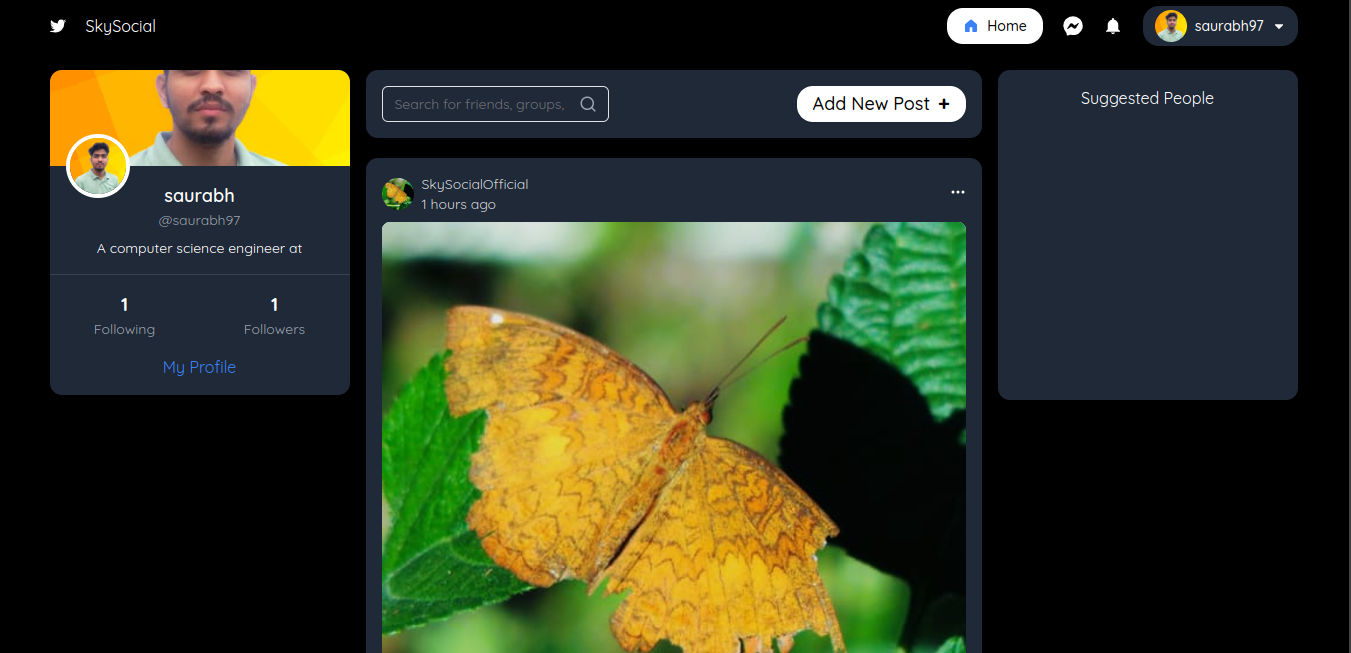 SkySocial
Home
saurabh97
saurabh
@saurabh97
A computer science engineer at
1
Following
1
Followers
My Profile
Search for friends, groups,
Add New Post +
SkySocialOfficial
1 hours ago
Suggested People